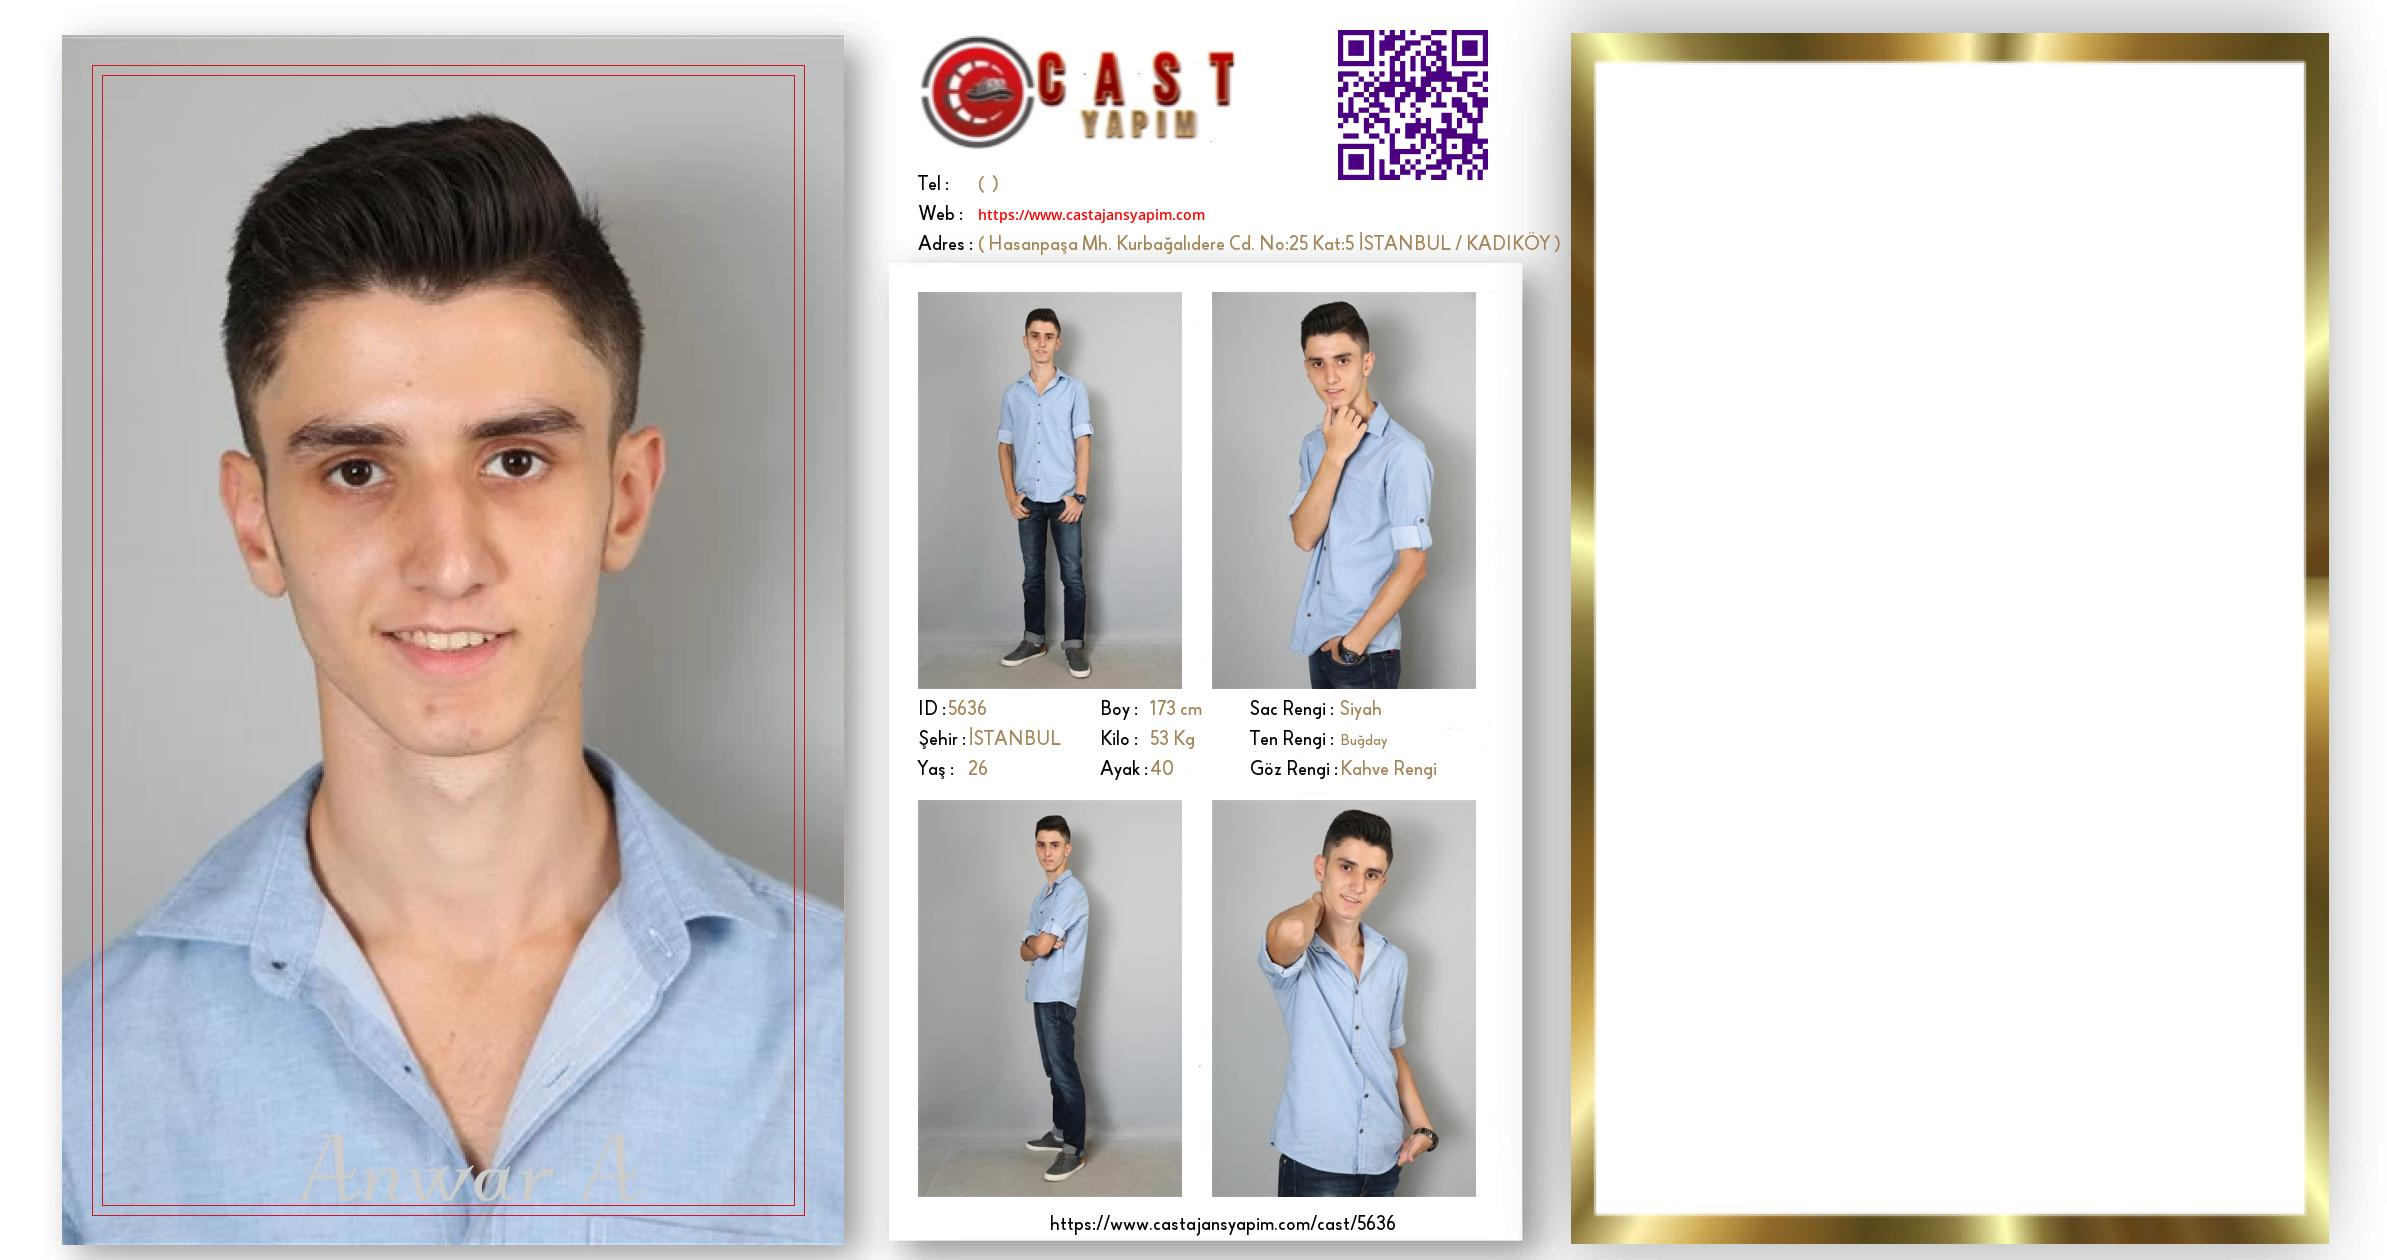 Anwar A
CAST
YAPIM
Tel : ( )
Web : https://www.castajansyapim.com
Adres : ( Hasanpaşa Mh. Kurbağalıdere Cd. No:25 Kat:5 İSTANBUL / KADIKÖY )
ID : 5636 Boy : 173 cm Sac Rengi : Siyah
Şehir : İSTANBUL Kilo : 53 Kg Ten Rengi : Buğday
Yaş : 26 Ayak : 40 Göz Rengi : Kahve Rengi
https://www.castajansyapim.com/cast/5636